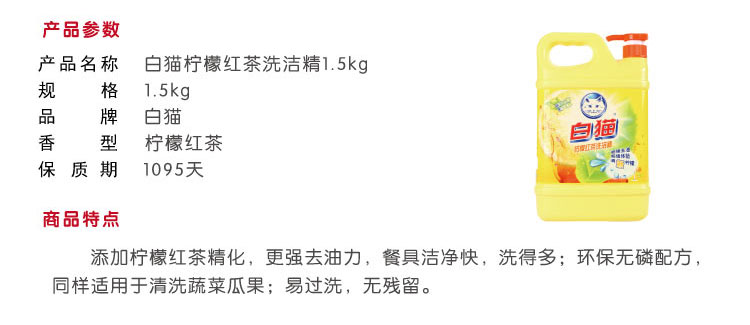 产品参数
产品名称 白猫柠檬红茶洗洁精1.5kg
规格 1.5kg
品牌 白猫
香型 柠檬红茶
保质期 1095天
白猫
柠檬红茶洗洁精
商品特点
添加柠檬红茶精化，更强去油力，餐具洁净快，洗得多；环保无磷配方，
同样适用于清洗蔬菜瓜果；易过洗，无残留。